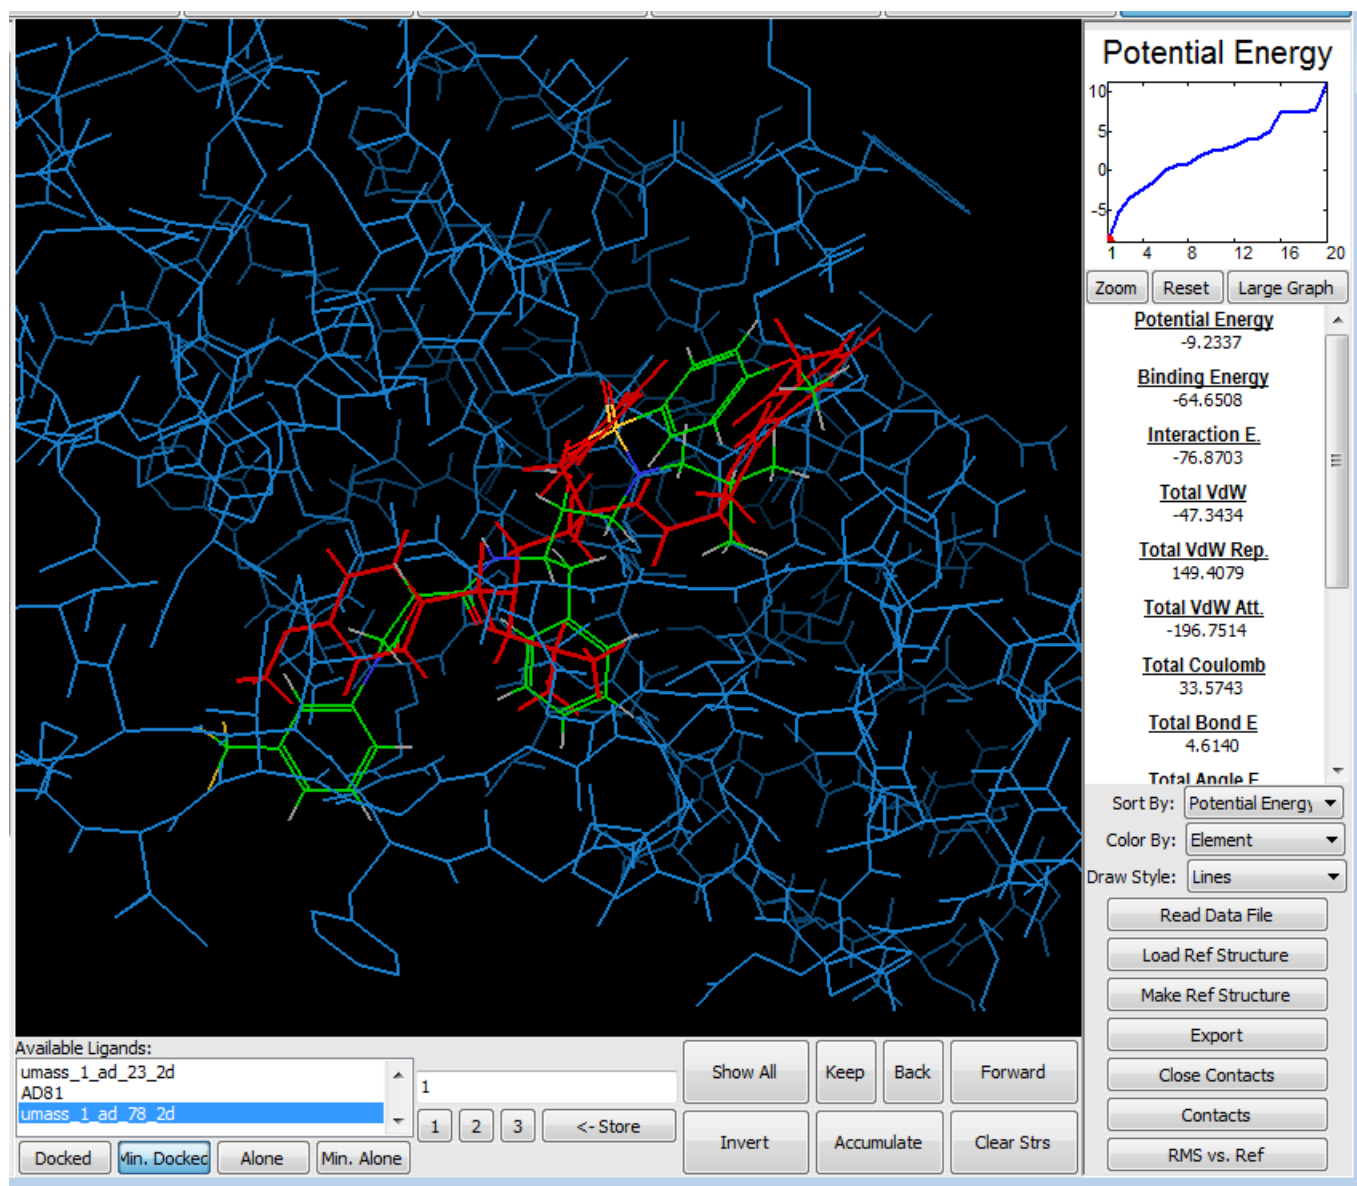 Potential Energy
10
5
0
-5
1 4 8 12 16 20
Zoom Reset Large Graph
Potential Energy
-9.2337
Binding Energy
-64.6508
Interaction E.
-76.8703
Total VdW
-47.3434
Total VdW Rep.
149.4079
Total VdW Att.
-196.7514
Total Coulomb
33.5743
Total Bond E
4.6140
Total Angle E
Sort By: Potential Energy
Color By: Element
Draw Style: Lines
Read Data File
Load Ref Structure
Make Ref Structure
Export
Close Contacts
Contacts
RMS vs. Ref
Available Ligands:
umass_1_ad_23_2d
AD81
umass_1_ad_78_2d
Docked Min. Docked Alone Min. Alone
1
1 2 3 <- Store
Show All Keep Back Forward
Invert Accumulate Clear Strs